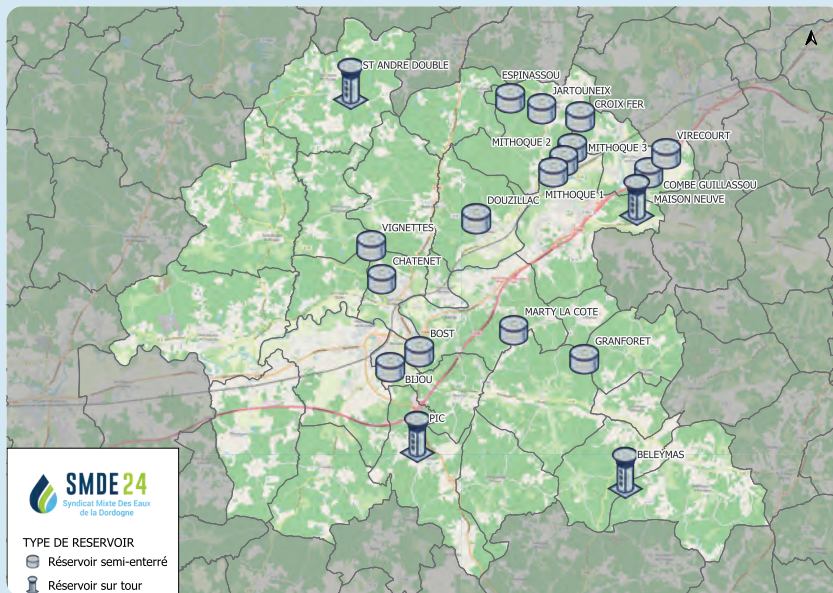 ST ANDRE DOUBLE
ESPINASSOU
JARTOUNEIX
CROIX FER
VIRECOURT
MITHOQUE 2
MITHOQUE 3
COMBE GUILLASSOU
MITHOQUE 1
MAISON NEUVE
DOUZILLAC
VIGNETTES
CHATENET
MARTY LA COTE
BOST
GRANFORET
BIJOU
PIC
BELEYMAS
SMDE24
Syndicat Mixte Des Eaux
de la Dordogne
TYPE DE RESERVOIR
Réservoir semi-enterré
Réservoir sur tour